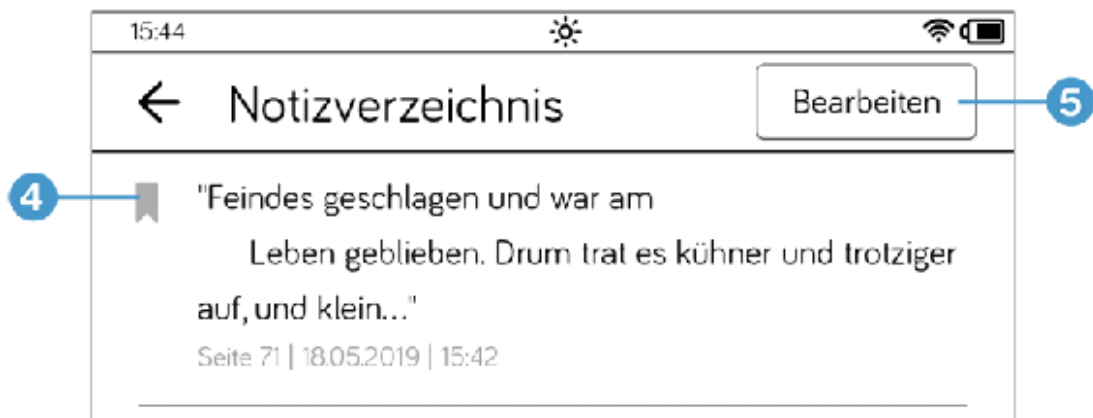 15:44
Notizverzeichnis
Bearbeiten
5
4
"Feindes geschlagen und war am
Leben geblieben. Drum trat es kühner und trotziger
auf, und klein..."
Seite 71 | 18.05.2019 | 15:42